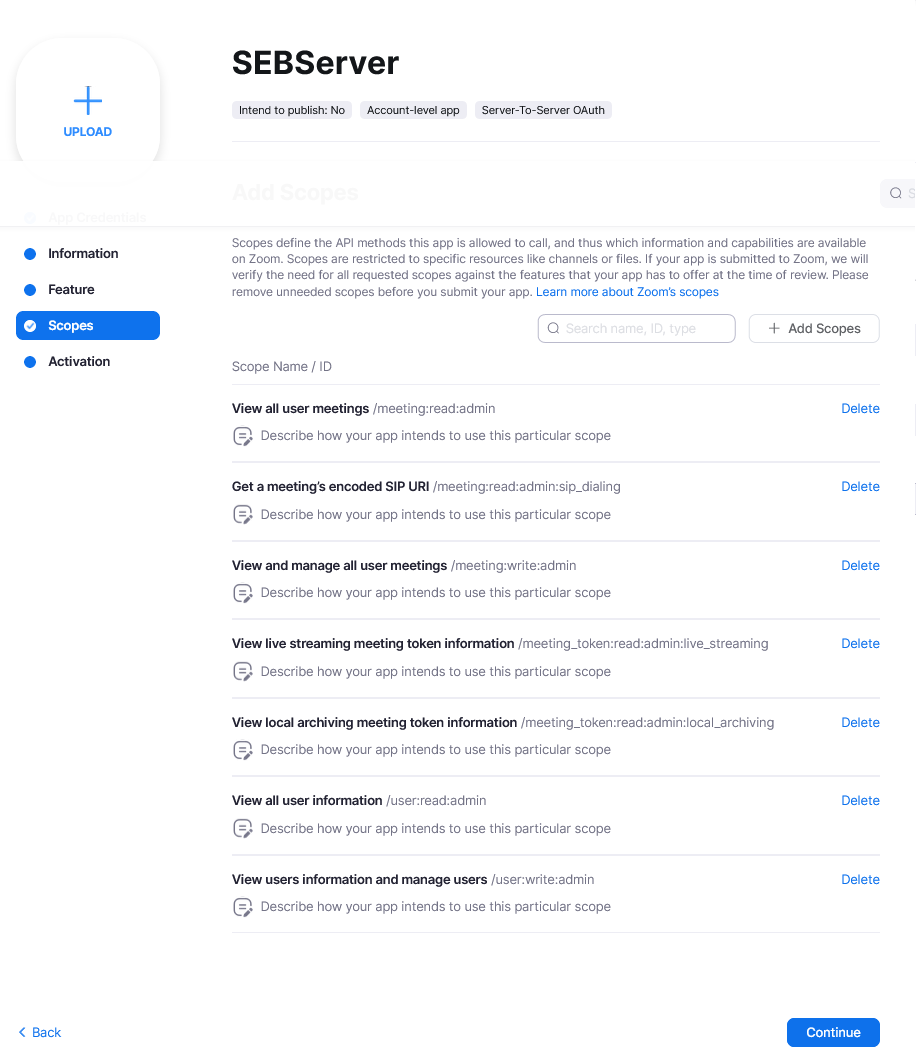 SEBServer
UPLOAD
Intend to publish: No
Account-level app
Server-To-Server OAuth
Add Scopes
App Credentials
Information
Feature
Scopes
Activation
Scopes define the API methods this app is allowed to call, and thus which information and capabilities are available
on Zoom. Scopes are restricted to specific resources like channels or files. If your app is submitted to Zoom, we will
verify the need for all requested scopes against the features that your app has to offer at the time of review. Please
remove unneeded scopes before you submit your app. Learn more about Zoom's scopes
Search name, ID, type
Add Scopes
Scope Name / ID
View all user meetings /meeting:read:admin Delete
Describe how your app intends to use this particular scope
Get a meeting's encoded SIP URI /meeting:read:admin:sip_dialing Delete
Describe how your app intends to use this particular scope
View and manage all user meetings /meeting:write:admin Delete
Describe how your app intends to use this particular scope
View live streaming meeting token information /meeting_token:read:admin:live_streaming Delete
Describe how your app intends to use this particular scope
View local archiving meeting token information /meeting_token:read:admin:local_archiving Delete
Describe how your app intends to use this particular scope
View all user information /user:read:admin Delete
Describe how your app intends to use this particular scope
View users information and manage users /user:write:admin Delete
Describe how your app intends to use this particular scope
Back
Continue